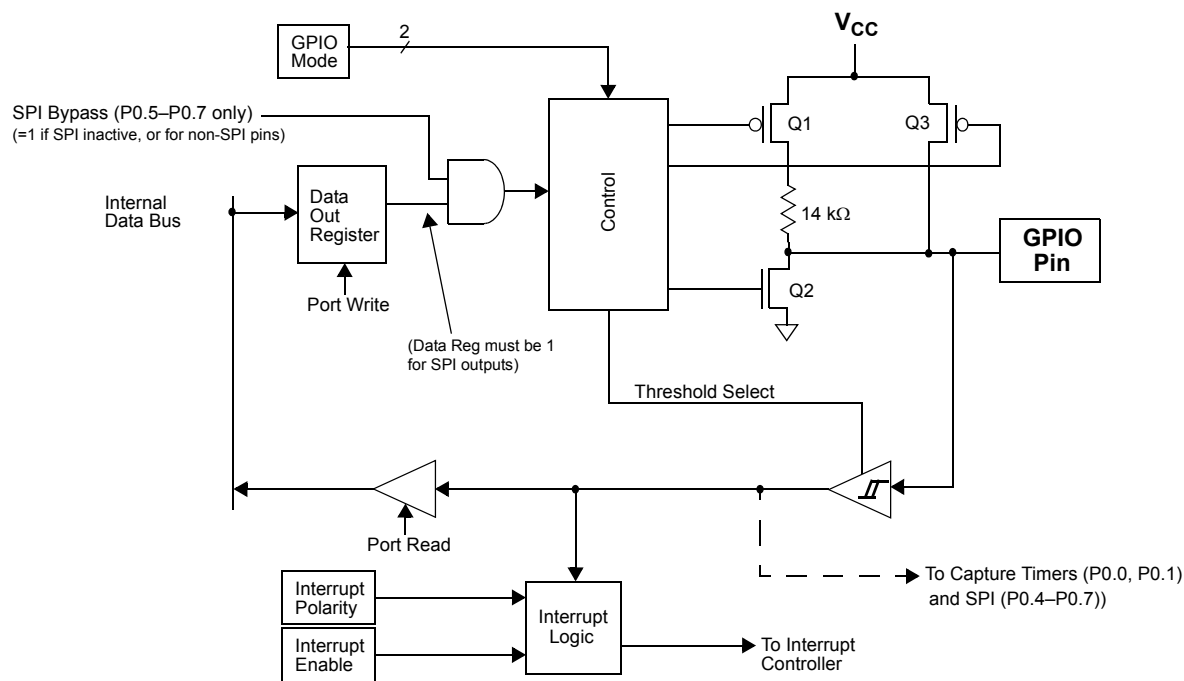 GPIO
Mode
2
V_CC
SPI Bypass (P0.5–P0.7 only)
(=1 if SPI inactive, or for non-SPI pins)
Q1
Q3
Internal
Data Bus
Data
Out
Register
Control
14 kΩ
GPIO
Pin
Port Write
Q2
(Data Reg must be 1
for SPI outputs)
Threshold Select
Port Read
To Capture Timers (P0.0, P0.1)
and SPI (P0.4–P0.7))
Interrupt
Polarity
Interrupt
Logic
Interrupt
Enable
To Interrupt
Controller